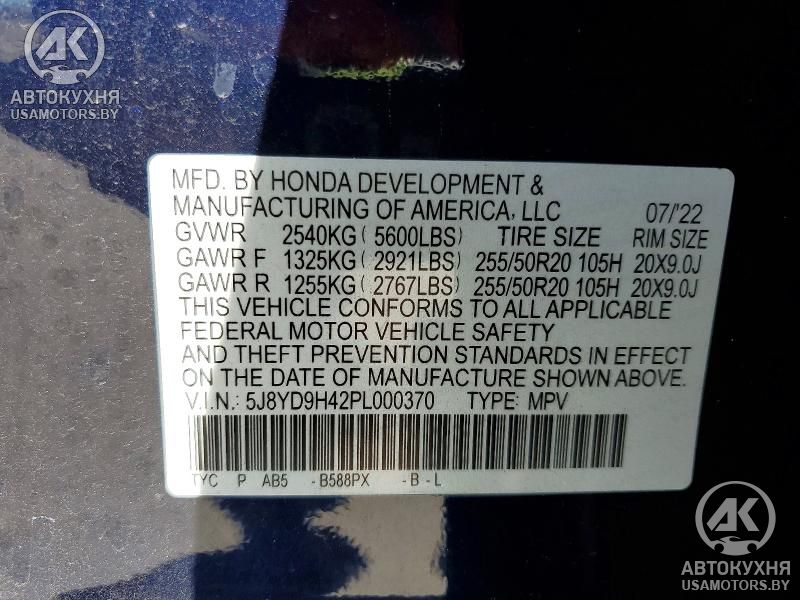 АК
АВТОКУХНЯ
USAMOTORS.BY
MFD. BY HONDA DEVELOPMENT &
MANUFACTURING OF AMERICA, LLC 07/'22
GVWR 2540KG ( 5600LBS) TIRE SIZE RIM SIZE
GAWR F 1325KG ( 2921LBS) 255/50R20 105H 20X9.0J
GAWR R 1255KG ( 2767LBS) 255/50R20 105H 20X9.0J
THIS VEHICLE CONFORMS TO ALL APPLICABLE
FEDERAL MOTOR VEHICLE SAFETY
AND THEFT PREVENTION STANDARDS IN EFFECT
ON THE DATE OF MANUFACTURE SHOWN ABOVE.
V.I.N.: 5J8YD9H42PL000370 TYPE: MPV
TYC P AB5 -B588PX -B-L
АК
АВТОКУХНЯ
USAMOTORS.BY